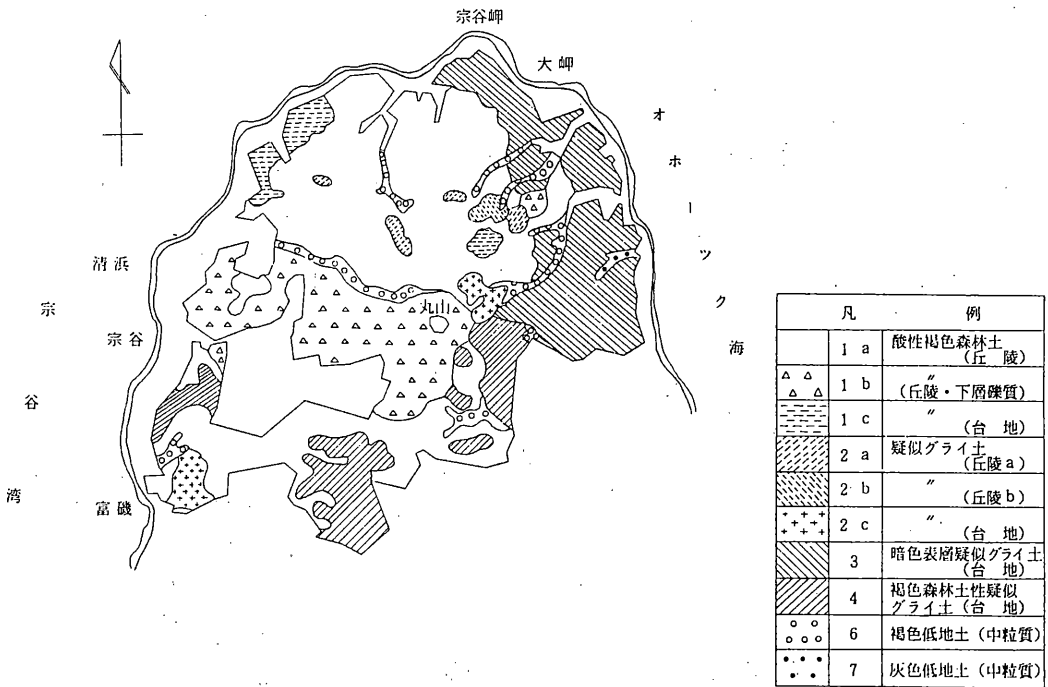 宗谷岬
大岬
オホーツク海
清浜
宗谷
丸山
富磯
宗谷湾
凡 例
1 a 酸性褐色森林土
(丘 陵)
1 b 〃
(丘陵・下層礫質)
1 c 〃
(台 地)
2 a 疑似グライ土
(丘陵a)
2 b 〃
(丘陵b)
2 c 〃
(台 地)
3 暗色表層疑似グライ土
(台 地)
4 褐色森林土性疑似
グライ土(台 地)
6 褐色低地土(中粒質)
7 灰色低地土(中粒質)